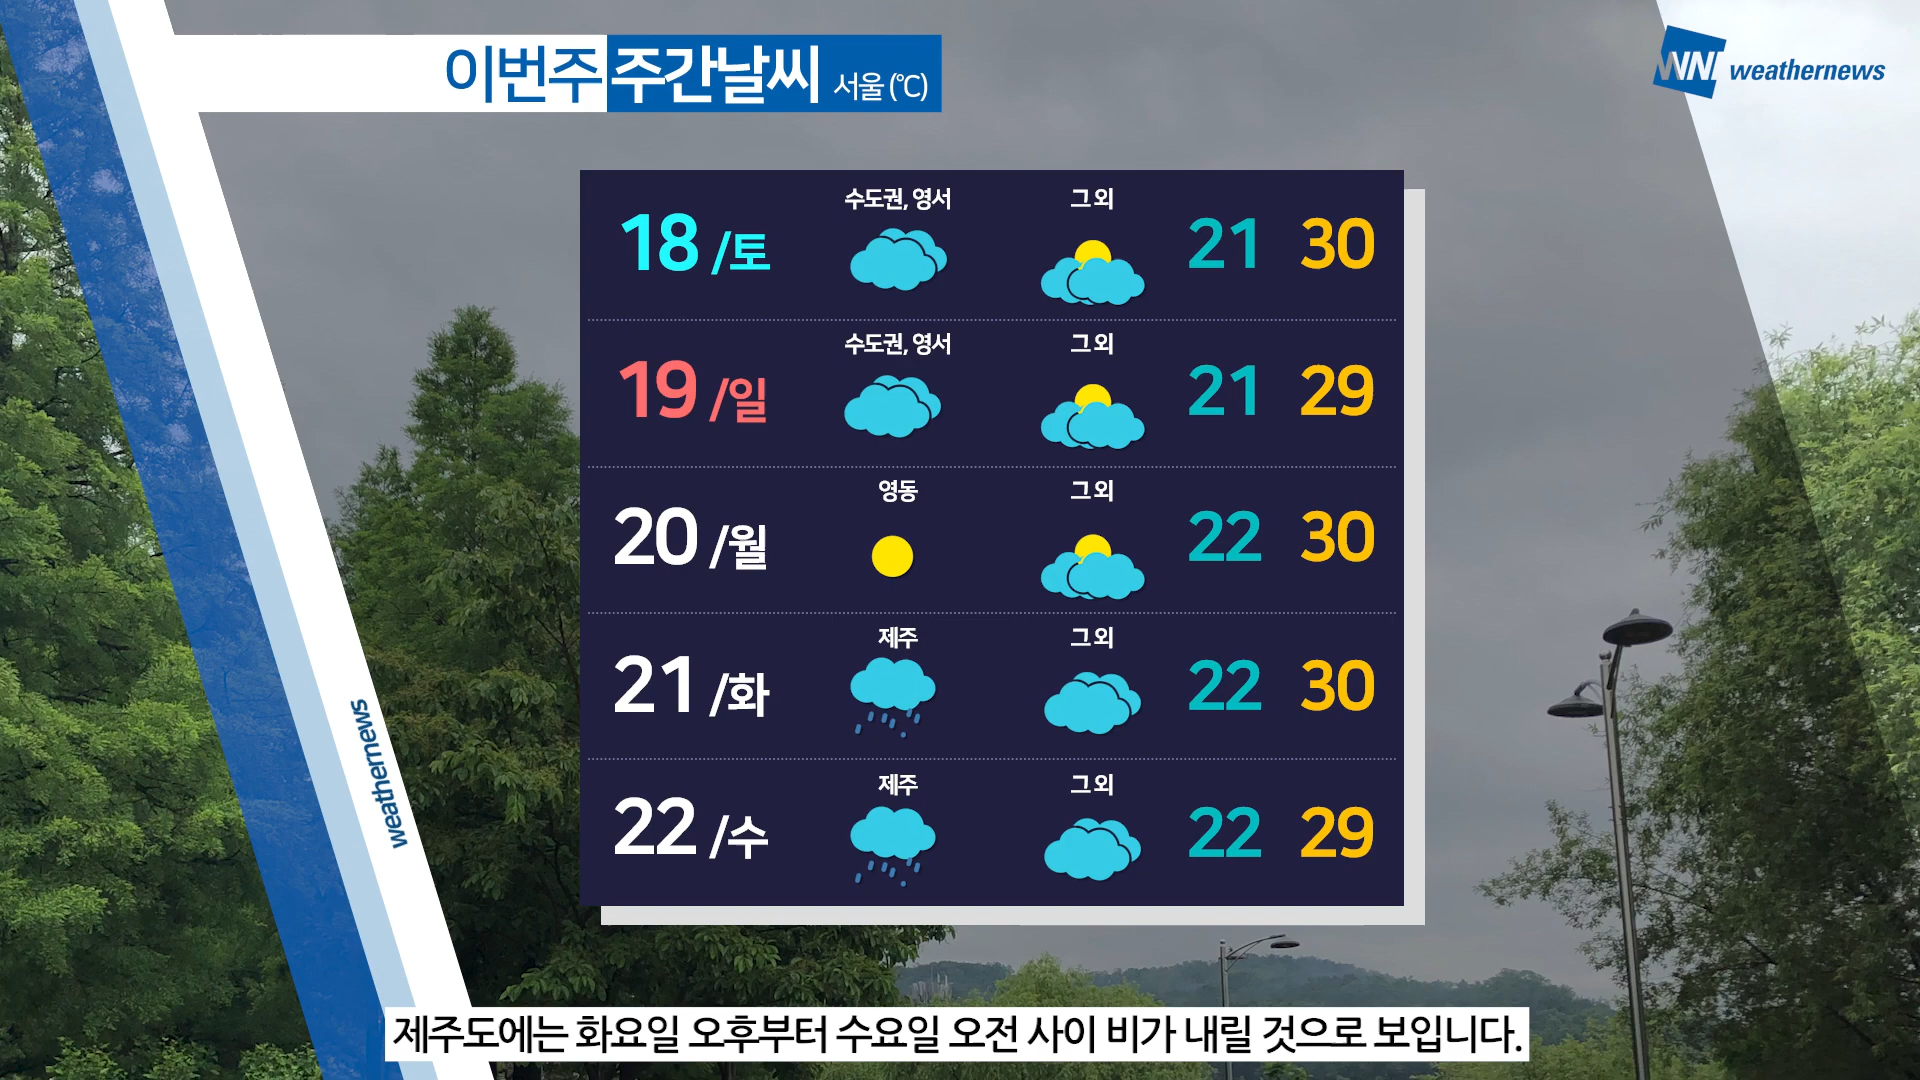 이번주 주간날씨 서울 (℃)
WNI weathernews
수도권, 영서 그 외
18 /토 21 30
수도권, 영서 그 외
19 /일 21 29
영동 그 외
20 /월 22 30
제주 그 외
21 /화 22 30
제주 그 외
22 /수 22 29
weathernews
제주도에는 화요일 오후부터 수요일 오전 사이 비가 내릴 것으로 보입니다.